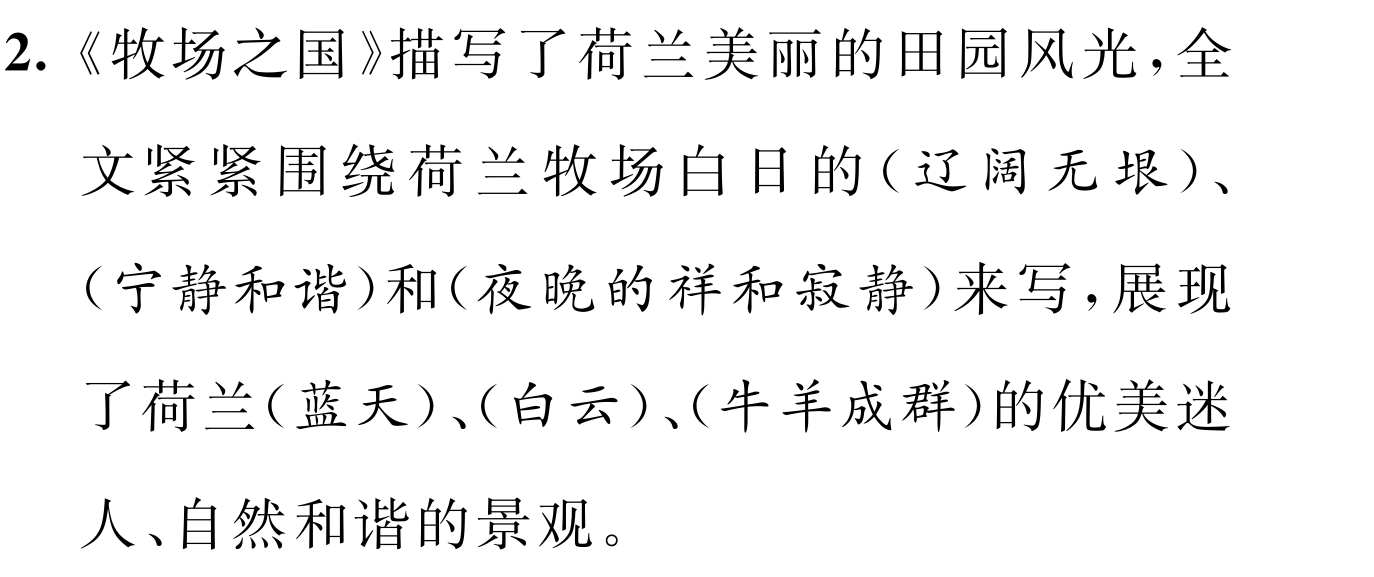 2.《牧场之国》描写了荷兰美丽的田园风光,全
文紧紧围绕荷兰牧场白日的(辽阔无垠)、
(宁静和谐)和(夜晚的祥和寂静)来写,展现
了荷兰(蓝天)、(白云)、(牛羊成群)的优美迷
人、自然和谐的景观。